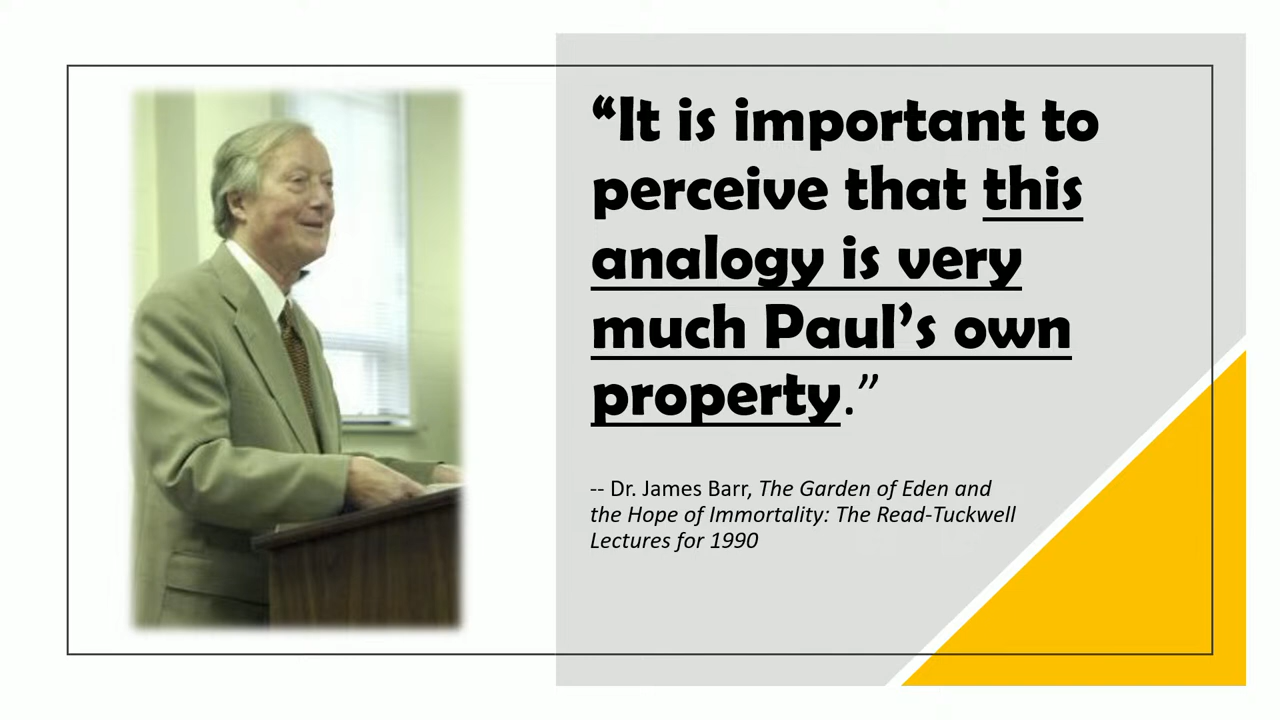 “It is important to
perceive that this
analogy is very
much Paul’s own
property.”
-- Dr. James Barr, The Garden of Eden and
the Hope of Immortality: The Read-Tuckwell
Lectures for 1990